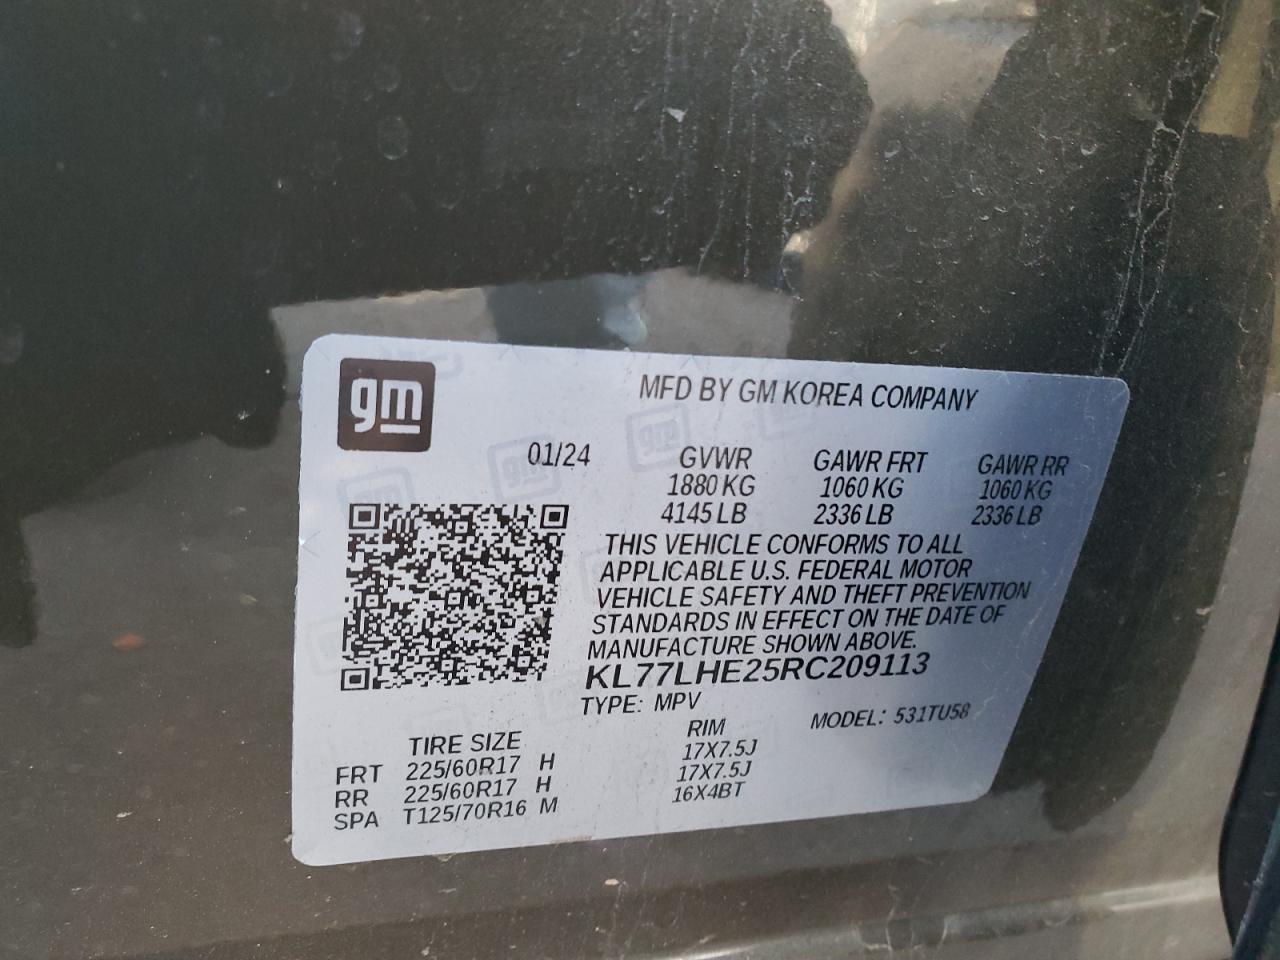 gm
MFD BY GM KOREA COMPANY
01/24 GVWR GAWR FRT GAWR RR
1880 KG 1060 KG 1060 KG
4145 LB 2336 LB 2336 LB
THIS VEHICLE CONFORMS TO ALL
APPLICABLE U.S. FEDERAL MOTOR
VEHICLE SAFETY AND THEFT PREVENTION
STANDARDS IN EFFECT ON THE DATE OF
MANUFACTURE SHOWN ABOVE.
KL77LHE25RC209113
TYPE: MPV MODEL: 531TU58
TIRE SIZE RIM
FRT 225/60R17 H 17X7.5J
RR 225/60R17 H 17X7.5J
SPA T125/70R16 M 16X4BT